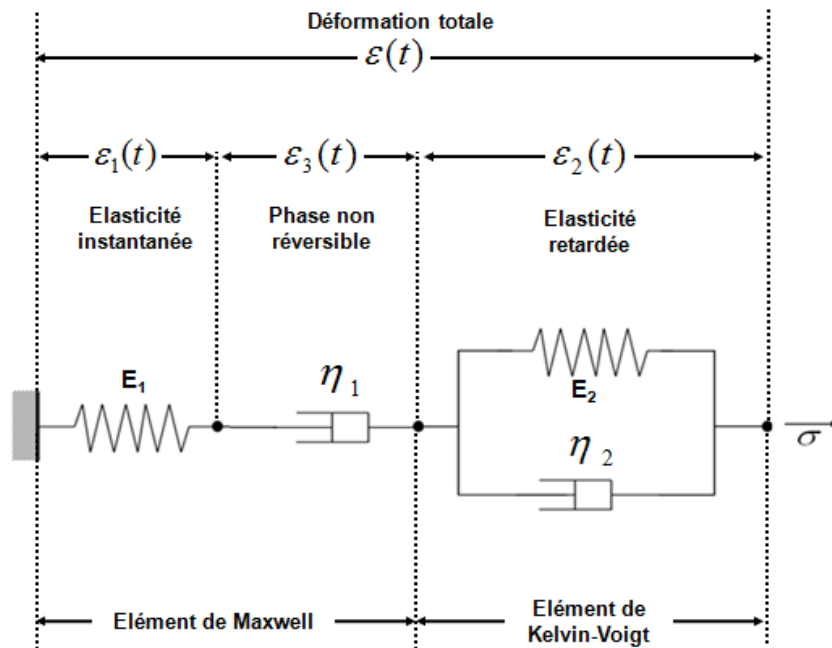 Déformation totale
ε(t)
ε₁(t) ε₃(t) ε₂(t)
Elasticité
instantanée
Phase non
réversible
Elasticité
retardée
E₁
η₁
E₂
η₂
σ
Elément de Maxwell
Elément de
Kelvin-Voigt